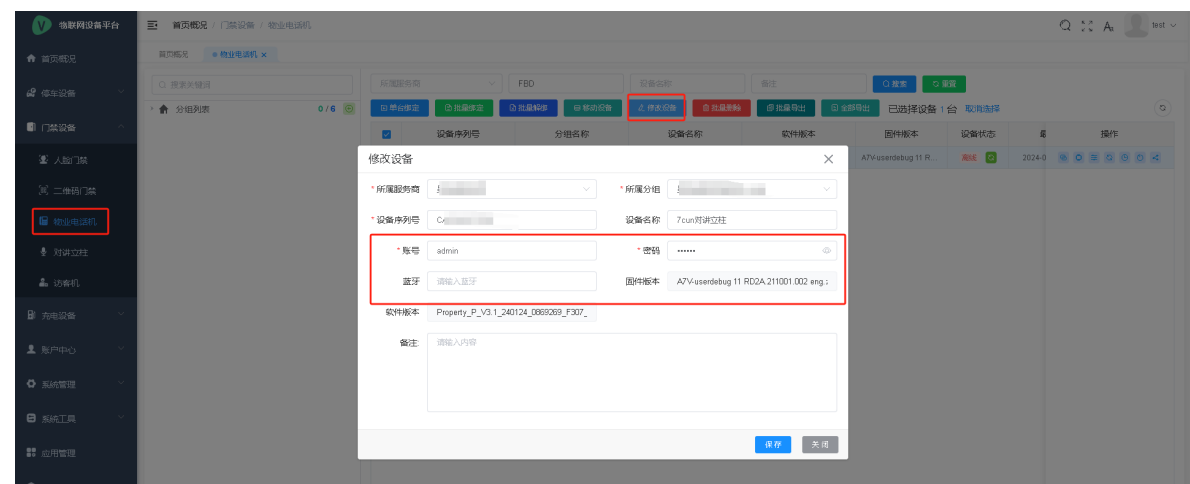 物联网设备平台
首页概况 / 门禁设备 / 物业电话机
test
首页概况
首页概况
物业电话机 ×
停车设备
搜索关键词
所属服务商
FBD
设备名称
备注
搜索
重置
分组列表 0/6
单台绑定 批量绑定 批量解绑 移动设备 修改设备 批量删除 批量导出 全部导出 已选择设备 1 台 取消选择
门禁设备
设备序列号 分组名称 设备名称 软件版本 固件版本 设备状态 操作
人脸门禁
A7V-userdebug 11 R... 离线 2024-0
二维码门禁
物业电话机
对讲立柱
访客机
充电设备
账户中心
系统管理
系统工具
应用管理
修改设备
* 所属服务商
* 所属分组
* 设备序列号
设备名称 7cun对讲立柱
* 账号 admin
* 密码 ••••••
蓝牙 请输入蓝牙
固件版本 A7V-userdebug 11 RD2A.211001.002 eng.;
软件版本 Property_P_V3.1_240124_0869269_F307_
备注 请输入内容
保存 关闭